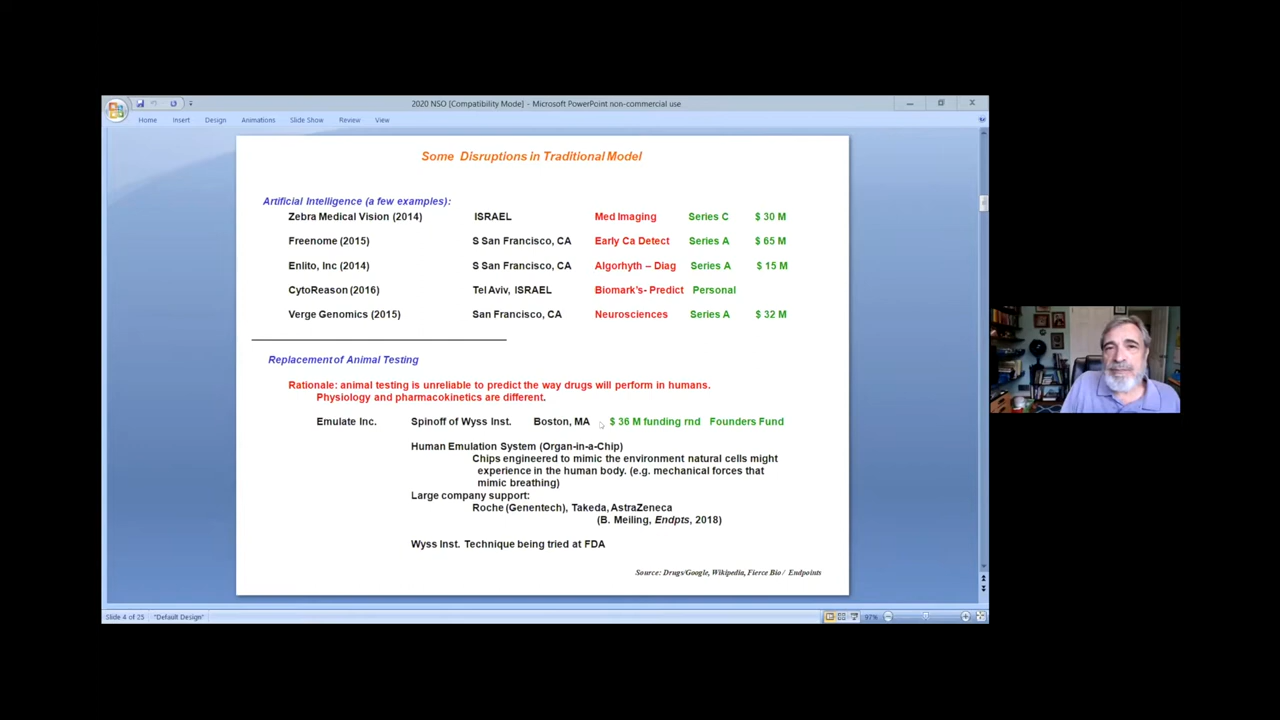 2020 NSO [Compatibility Mode] - Microsoft PowerPoint non-commercial use
Home Insert Design Animations Slide Show Review View
Some Disruptions in Traditional Model
Artificial Intelligence (a few examples):
Zebra Medical Vision (2014) ISRAEL Med Imaging Series C $ 30 M
Freenome (2015) S San Francisco, CA Early Ca Detect Series A $ 65 M
Enlito, Inc (2014) S San Francisco, CA Algorhyth – Diag Series A $ 15 M
CytoReason (2016) Tel Aviv, ISRAEL Biomark's- Predict Personal
Verge Genomics (2015) San Francisco, CA Neurosciences Series A $ 32 M
Replacement of Animal Testing
Rationale: animal testing is unreliable to predict the way drugs will perform in humans.
Physiology and pharmacokinetics are different.
Emulate Inc. Spinoff of Wyss Inst. Boston, MA $ 36 M funding rnd Founders Fund
Human Emulation System (Organ-in-a-Chip)
Chips engineered to mimic the environment natural cells might
experience in the human body. (e.g. mechanical forces that
mimic breathing)
Large company support:
Roche (Genentech), Takeda, AstraZeneca
(B. Meiling, Endpts, 2018)
Wyss Inst. Technique being tried at FDA
Source: Drugs/Google, Wikipedia, Fierce Bio / Endpoints
Slide 4 of 25 "Default Design" 97%